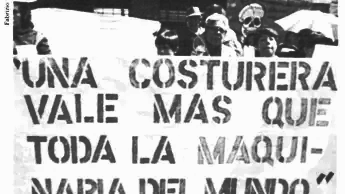 Fabrizio
"UNA COSTURERA
VALE MAS QUE
TODA LA MAQUI-
NARIA DEL MUNDO"